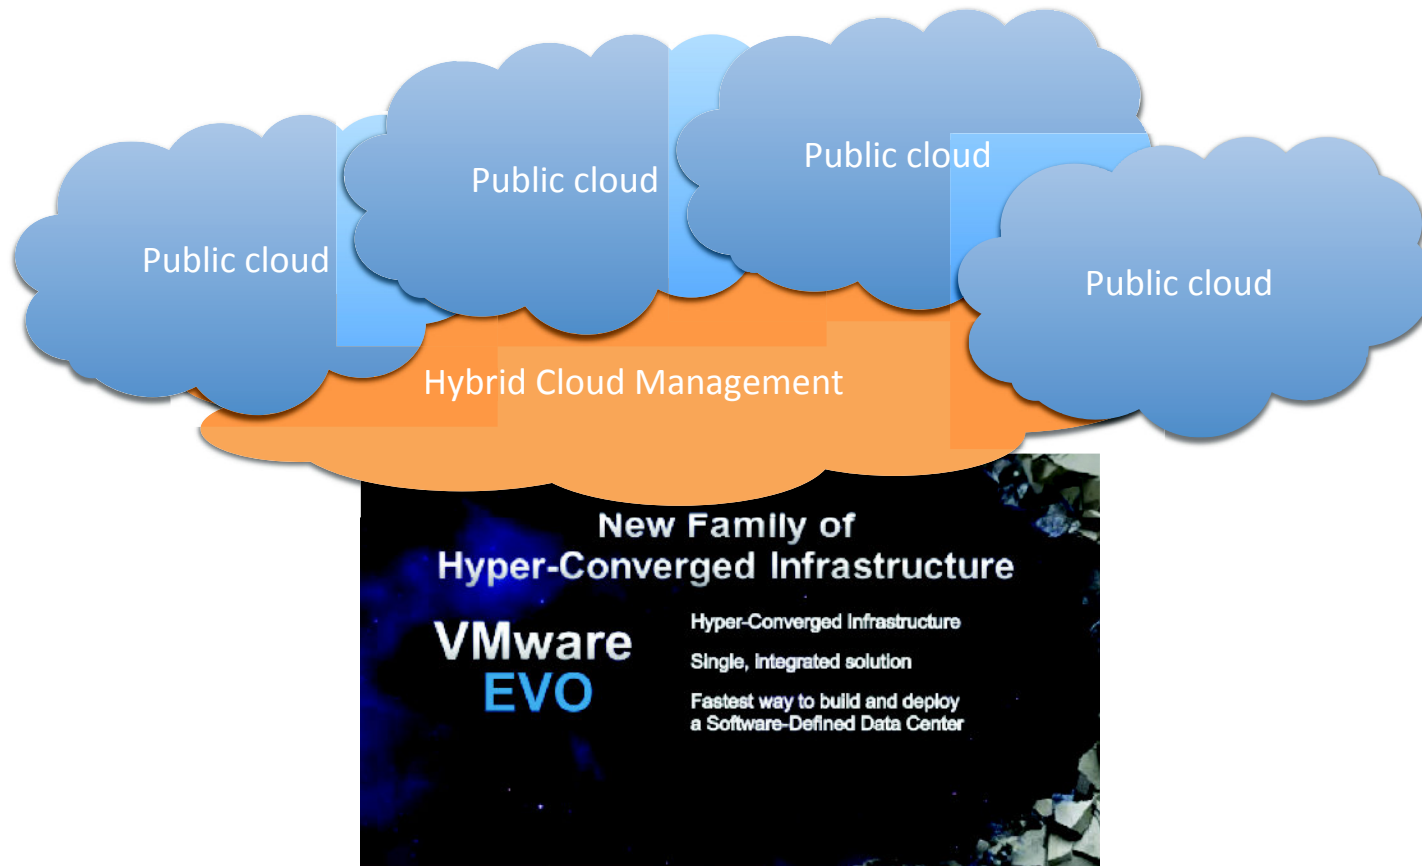 Public cloud
Public cloud
Public cloud
Public cloud
Hybrid Cloud Management
New Family of
Hyper-Converged Infrastructure
VMware
EVO
Hyper-Converged Infrastructure
Single, integrated solution
Fastest way to build and deploy
a Software-Defined Data Center